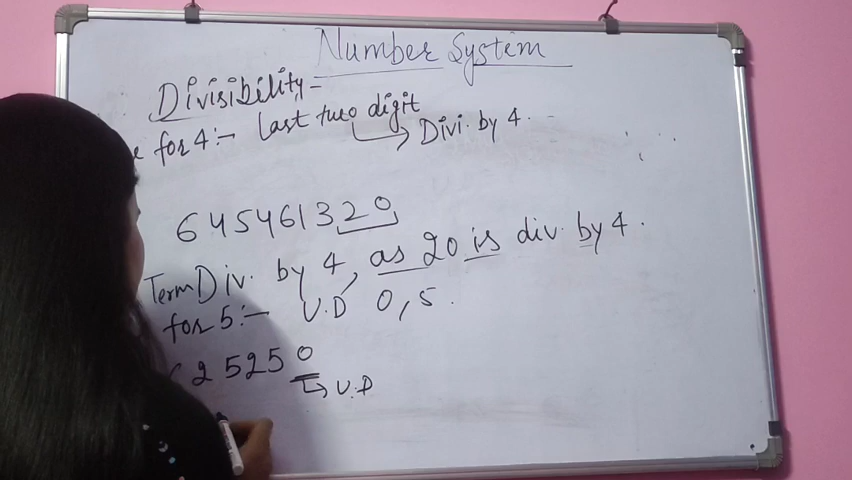 Number System
Divisibility-
for 4:- last two digit
Divi. by 4.
645461320
Term Div. by 4, as 20 is div. by 4.
for 5:- U.D 0, 5.
25250
U.D